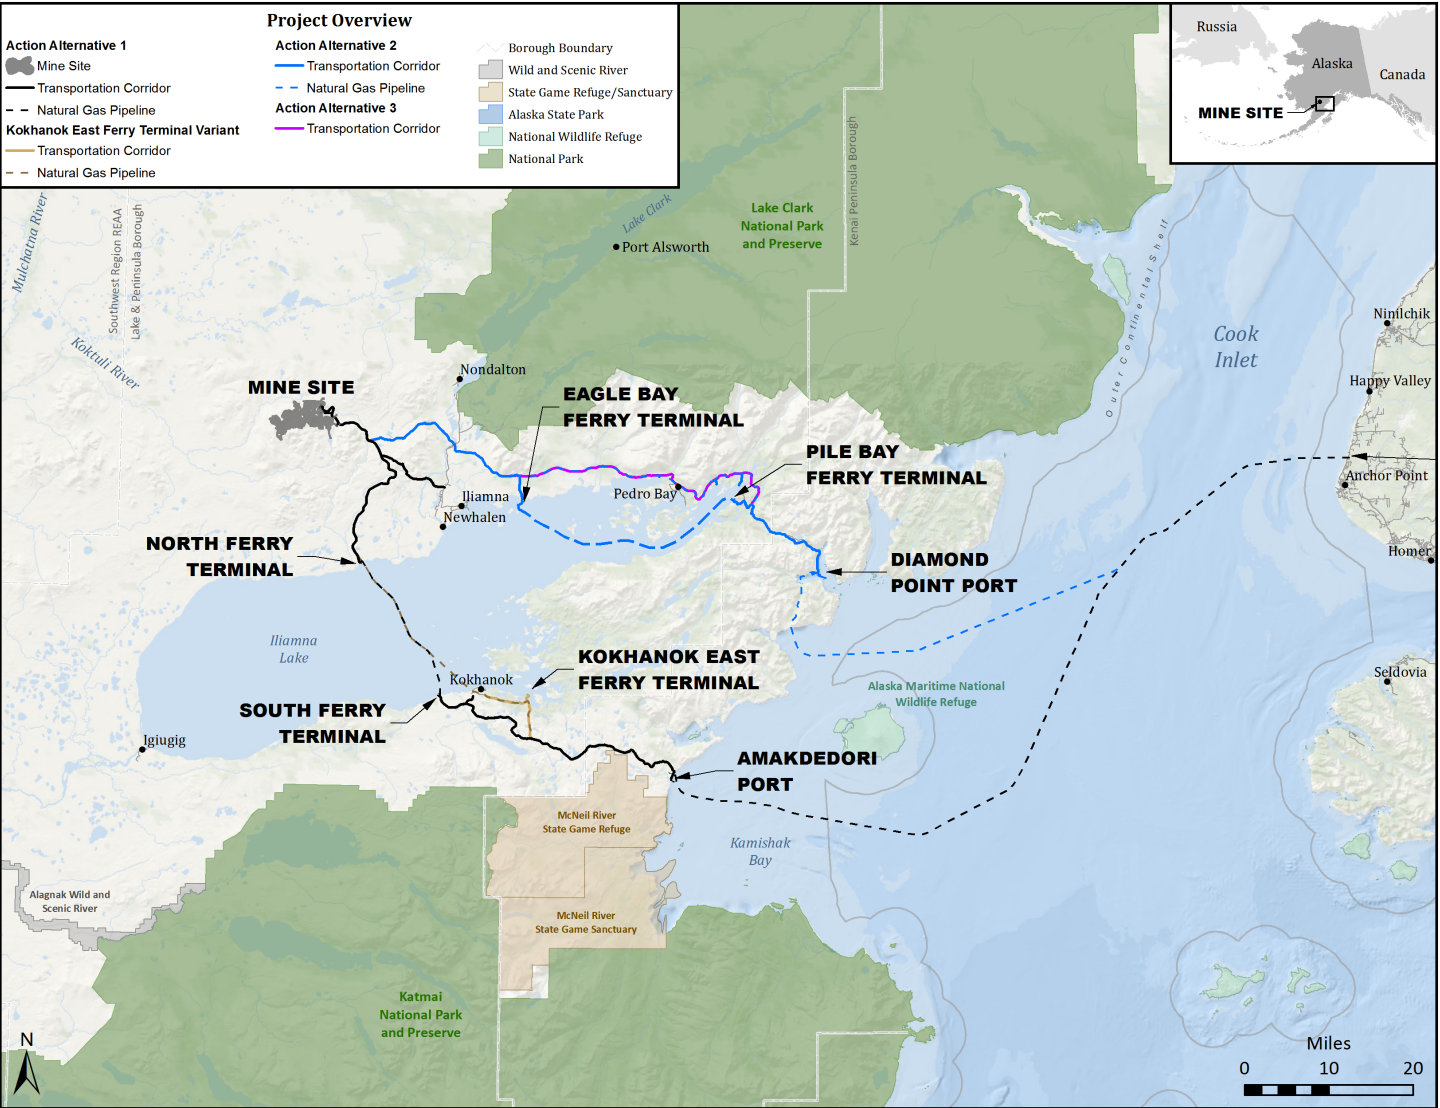 Project Overview
Action Alternative 1
Mine Site
Transportation Corridor
Natural Gas Pipeline
Kokhanok East Ferry Terminal Variant
Transportation Corridor
Natural Gas Pipeline
Action Alternative 2
Transportation Corridor
Natural Gas Pipeline
Action Alternative 3
Transportation Corridor
Borough Boundary
Wild and Scenic River
State Game Refuge/Sanctuary
Alaska State Park
National Wildlife Refuge
National Park
Russia
Alaska
Canada
MINE SITE
Mulchatna River
Southwest Region REAA
Lake & Peninsula Borough
Koktuli River
Lake Clark
Port Alsworth
Lake Clark
National Park
and Preserve
Kenai Peninsula Borough
Outer Continental Shelf
Cook
Inlet
Ninilchik
Happy Valley
Anchor Point
Homer
Seldovia
Nondalton
MINE SITE
EAGLE BAY
FERRY TERMINAL
PILE BAY
FERRY TERMINAL
Pedro Bay
Iliamna
Newhalen
NORTH FERRY
TERMINAL
DIAMOND
POINT PORT
Iliamna
Lake
KOKHANOK EAST
FERRY TERMINAL
Kokhanok
SOUTH FERRY
TERMINAL
Igiugig
Alaska Maritime National
Wildlife Refuge
AMAKDEDORI
PORT
McNeil River
State Game Refuge
Kamishak
Bay
Alagnak Wild and
Scenic River
McNeil River
State Game Sanctuary
Katmai
National Park
and Preserve
N
Miles
0 10 20